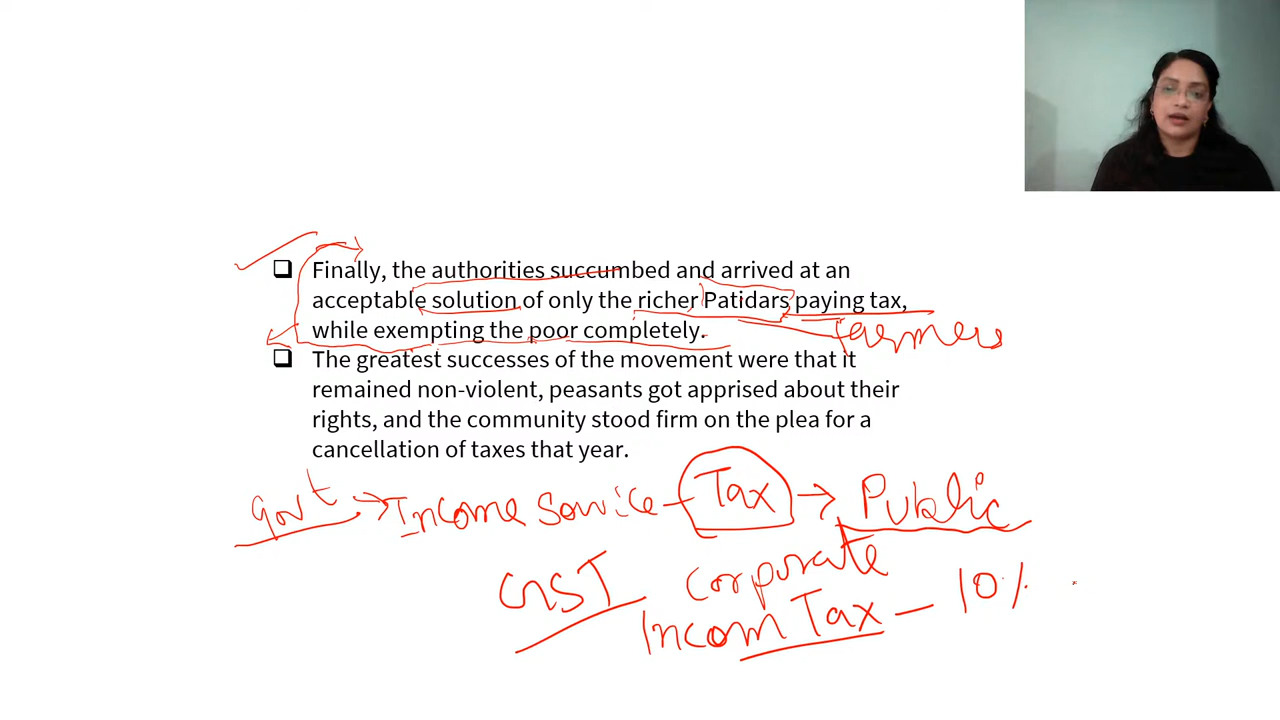 Finally, the authorities succumbed and arrived at an
acceptable solution of only the richer Patidars paying tax,
while exempting the poor completely.
farmers
The greatest successes of the movement were that it
remained non-violent, peasants got apprised about their
rights, and the community stood firm on the plea for a
cancellation of taxes that year.
Govt → Income Source - Tax → Public
GST Corporate
Incom Tax - 10%